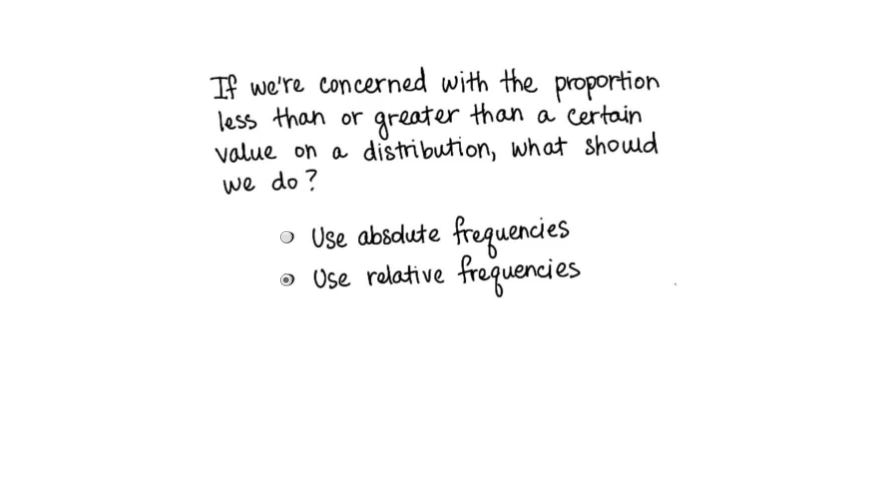 If we're concerned with the proportion
less than or greater than a certain
value on a distribution, what should
we do?
Use absolute frequencies
Use relative frequencies